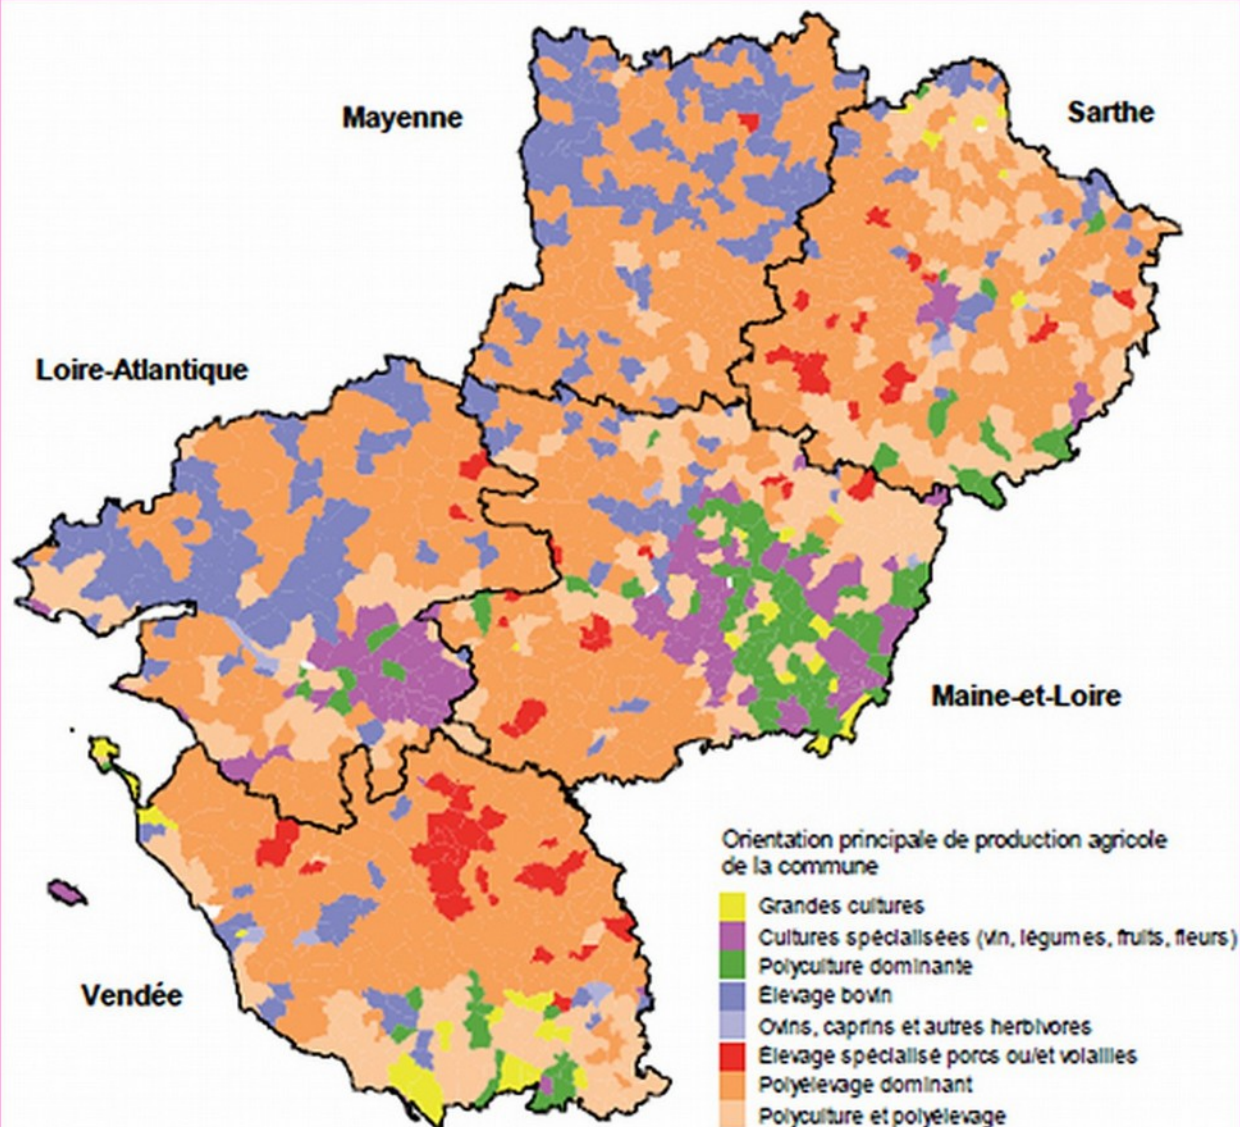 Mayenne
Sarthe
Loire-Atlantique
Maine-et-Loire
Vendée
Orientation principale de production agricole
de la commune
Grandes cultures
Cultures spécialisées (vin, légumes, fruits, fleurs)
Polyculture dominante
Élevage bovin
Ovins, caprins et autres herbivores
Élevage spécialisé porcs ou/et volailles
Polyélevage dominant
Polyculture et polyélevage